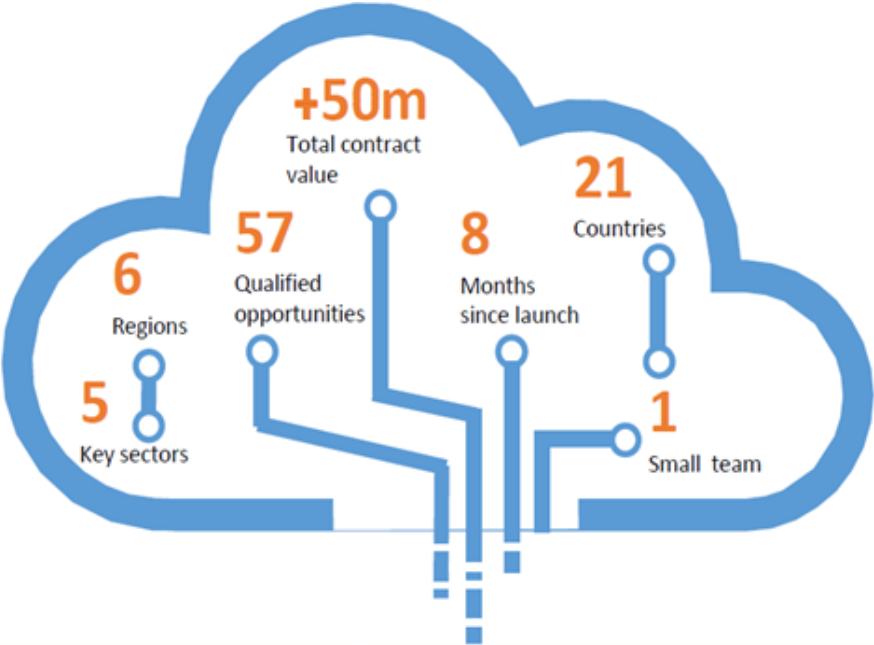 +50m
Total contract
value
21
Countries
57
Qualified
opportunities
8
Months
since launch
6
Regions
5
Key sectors
1
Small team